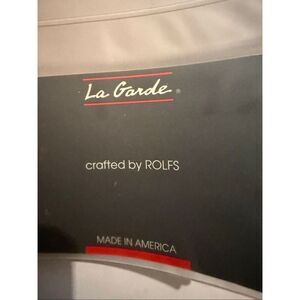 La Garde®
crafted by ROLFS
MADE IN AMERICA